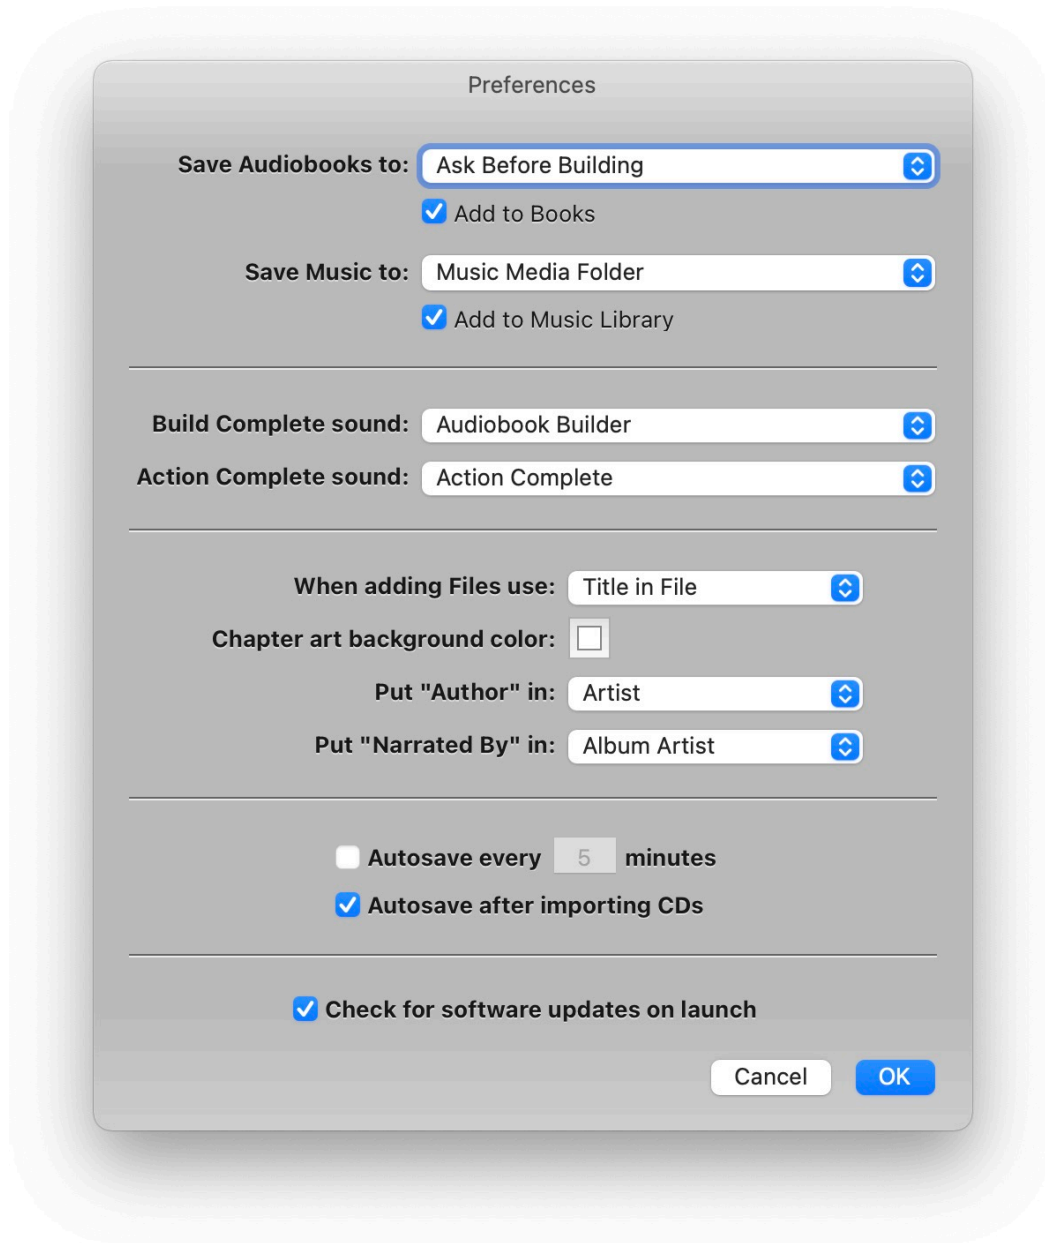 Preferences
Save Audiobooks to: Ask Before Building
Add to Books
Save Music to: Music Media Folder
Add to Music Library
Build Complete sound: Audiobook Builder
Action Complete sound: Action Complete
When adding Files use: Title in File
Chapter art background color:
Put "Author" in: Artist
Put "Narrated By" in: Album Artist
Autosave every 5 minutes
Autosave after importing CDs
Check for software updates on launch
Cancel OK